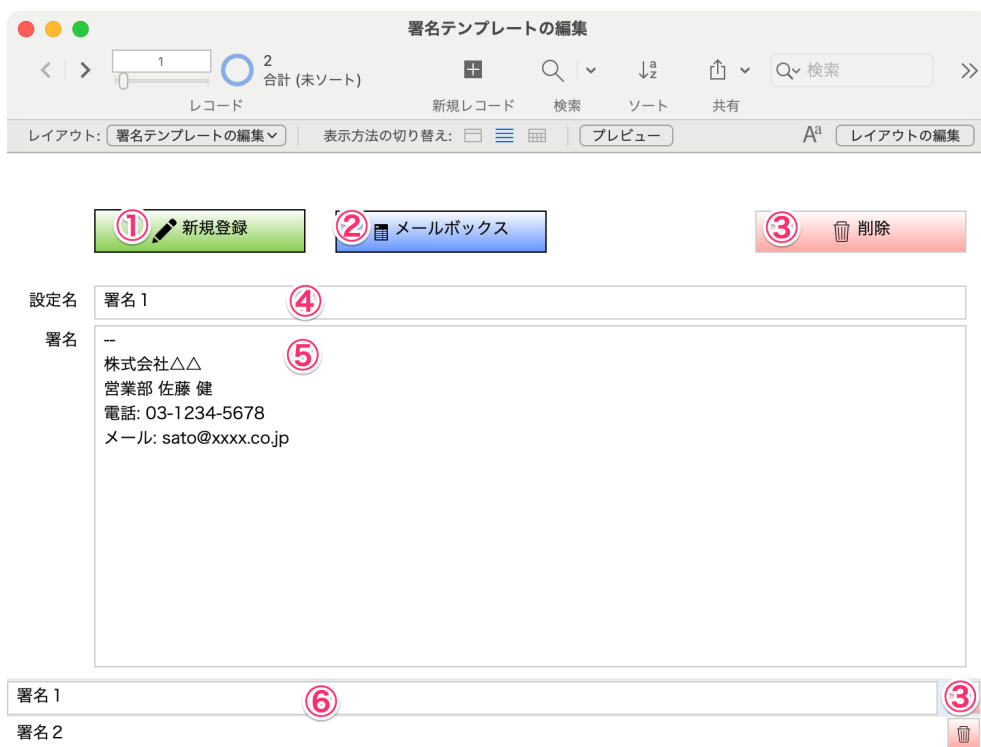 署名テンプレートの編集
1
2
合計 (未ソート)
レコード
新規レコード
検索
ソート
共有
検索
レイアウト: 署名テンプレートの編集
表示方法の切り替え:
プレビュー
Aa
レイアウトの編集
① 新規登録
② メールボックス
③ 削除
設定名
署名1 ④
署名
-- ⑤
株式会社△△
営業部 佐藤 健
電話: 03-1234-5678
メール: sato@xxxx.co.jp
署名1 ⑥ ③
署名2